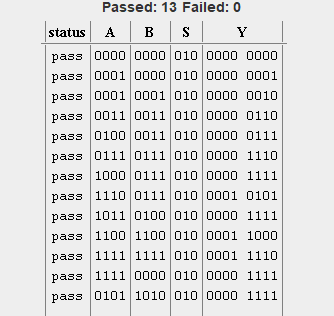 Passed: 13 Failed: 0
status A B S Y
pass 0000 0000 010 0000 0000
pass 0001 0000 010 0000 0001
pass 0001 0001 010 0000 0010
pass 0011 0011 010 0000 0110
pass 0100 0011 010 0000 0111
pass 0111 0111 010 0000 1110
pass 1000 0111 010 0000 1111
pass 1110 0111 010 0001 0101
pass 1011 0100 010 0000 1111
pass 1100 1100 010 0001 1000
pass 1111 1111 010 0001 1110
pass 1111 0000 010 0000 1111
pass 0101 1010 010 0000 1111